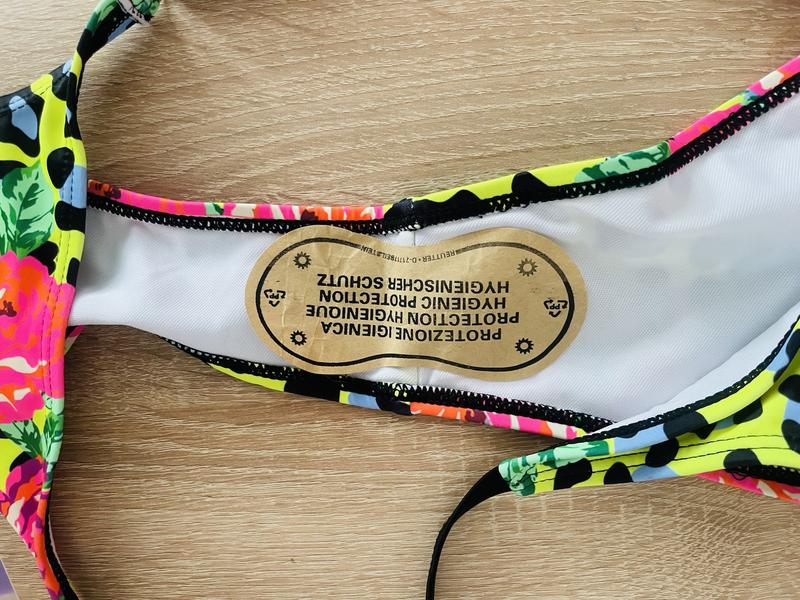 PROTEZIONE IGIENICA
PROTECTION HYGIENIQUE
HYGIENIC PROTECTION
HYGIENISCHER SCHUTZ